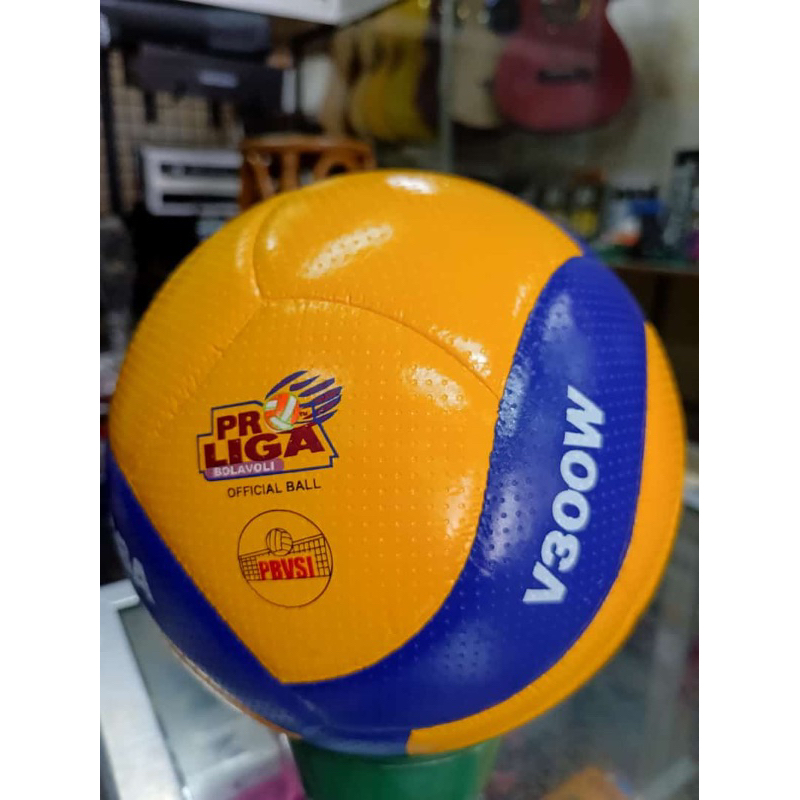 PRO
LIGA
BOLAVOLI
OFFICIAL BALL
PBVSI
V300W